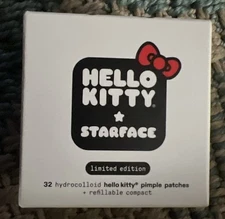 HELLO
KITTY
STARFACE
limited edition
32 hydrocolloid hello kitty® pimple patches
+ refillable compact